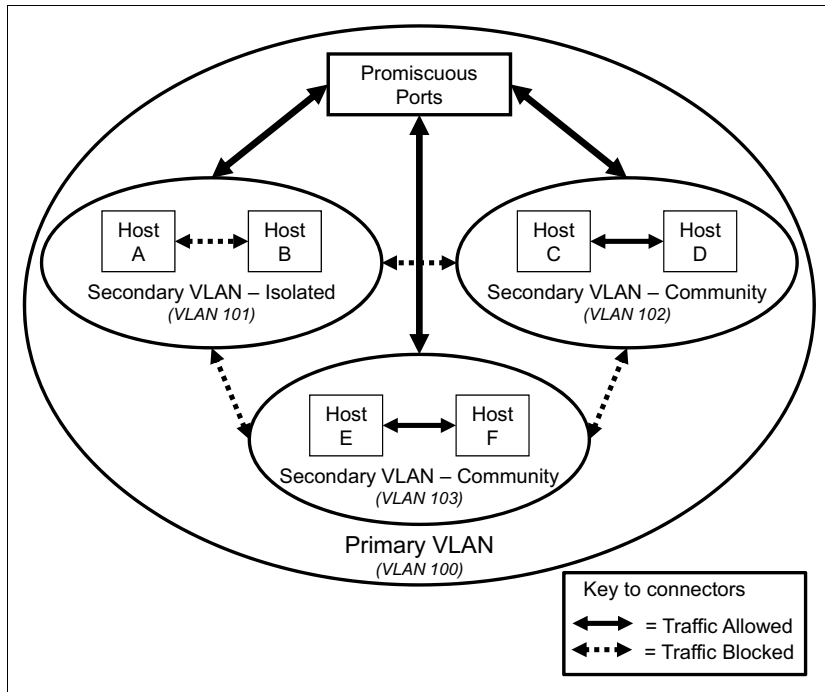 Promiscuous
Ports
Host
A
Host
B
Secondary VLAN – Isolated
(VLAN 101)
Host
C
Host
D
Secondary VLAN – Community
(VLAN 102)
Host
E
Host
F
Secondary VLAN – Community
(VLAN 103)
Primary VLAN
(VLAN 100)
Key to connectors
= Traffic Allowed
= Traffic Blocked